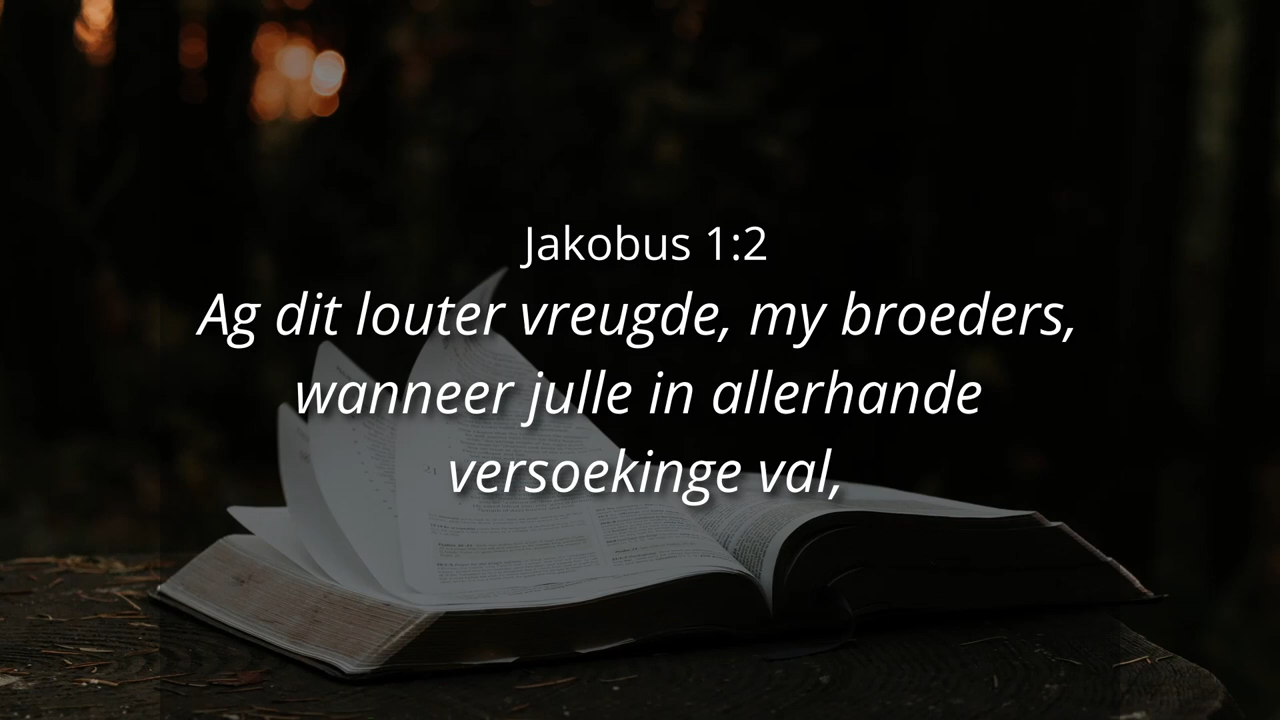 Jakobus 1:2
Ag dit louter vreugde, my broeders,
wanneer julle in allerhande
versoekinge val,